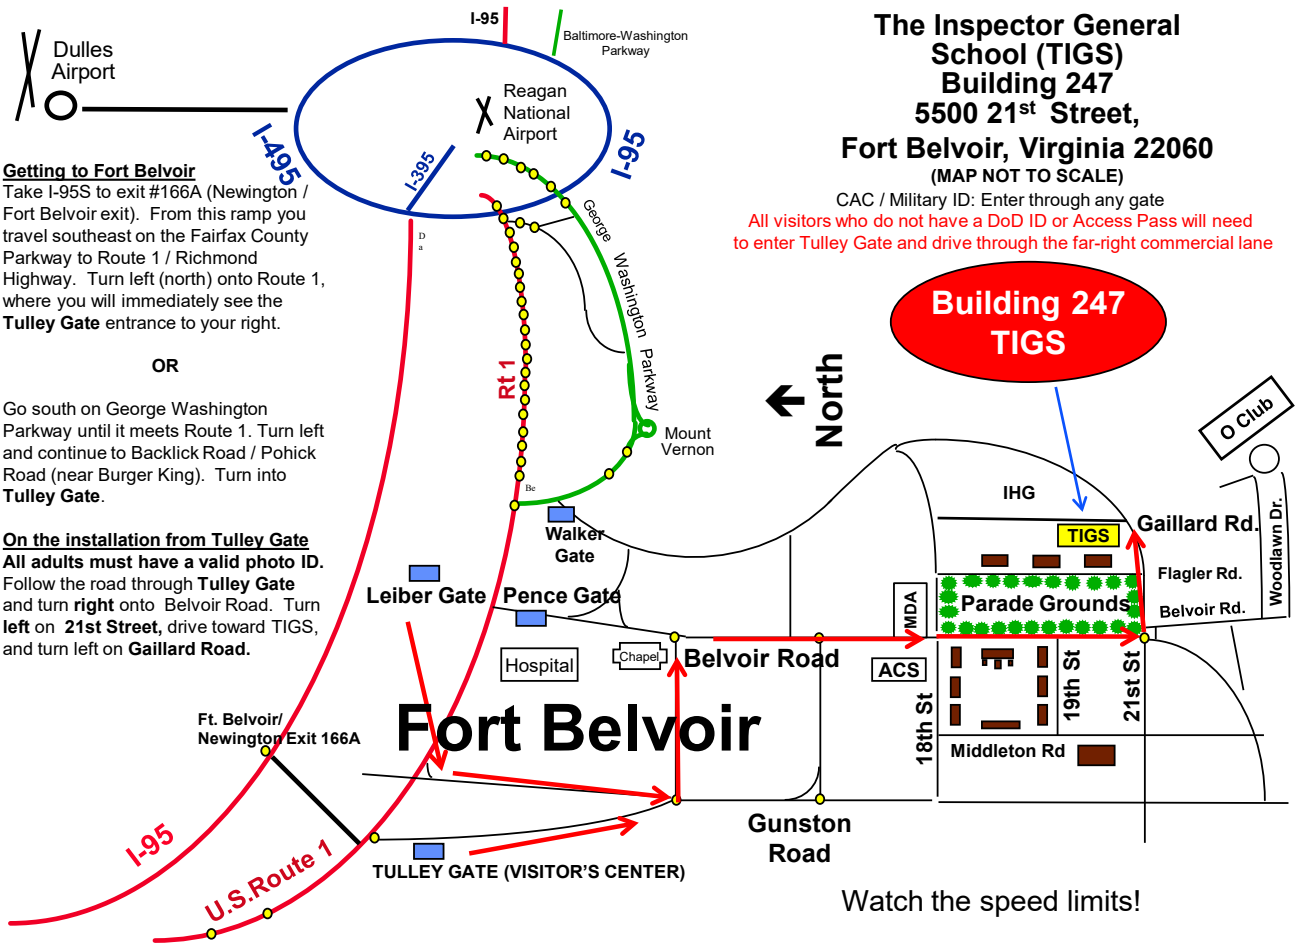 I-95
Baltimore-Washington
Parkway
Dulles
Airport
Reagan
National
Airport
I-495
I-395
I-95
The Inspector General
School (TIGS)
Building 247
5500 21st Street,
Fort Belvoir, Virginia 22060
(MAP NOT TO SCALE)
CAC / Military ID: Enter through any gate
All visitors who do not have a DoD ID or Access Pass will need
to enter Tulley Gate and drive through the far-right commercial lane
Getting to Fort Belvoir
Take I-95S to exit #166A (Newington /
Fort Belvoir exit). From this ramp you
travel southeast on the Fairfax County
Parkway to Route 1 / Richmond
Highway. Turn left (north) onto Route 1,
where you will immediately see the
Tulley Gate entrance to your right.
OR
Go south on George Washington
Parkway until it meets Route 1. Turn left
and continue to Backlick Road / Pohick
Road (near Burger King). Turn into
Tulley Gate.
On the installation from Tulley Gate
All adults must have a valid photo ID.
Follow the road through Tulley Gate
and turn right onto Belvoir Road. Turn
left on 21st Street, drive toward TIGS,
and turn left on Gaillard Road.
D
a
George Washington Parkway
Rt 1
Mount
Vernon
Be
Building 247
TIGS
North
O Club
IHG
TIGS
Gaillard Rd.
Woodlawn Dr.
Flagler Rd.
Belvoir Rd.
Walker
Gate
Leiber Gate
Pence Gate
MDA
Parade Grounds
Hospital
Chapel
Belvoir Road
ACS
18th St
19th St
21st St
Fort Belvoir
Middleton Rd
Ft. Belvoir/
Newington Exit 166A
Gunston
Road
I-95
U.S.Route 1
TULLEY GATE (VISITOR'S CENTER)
Watch the speed limits!